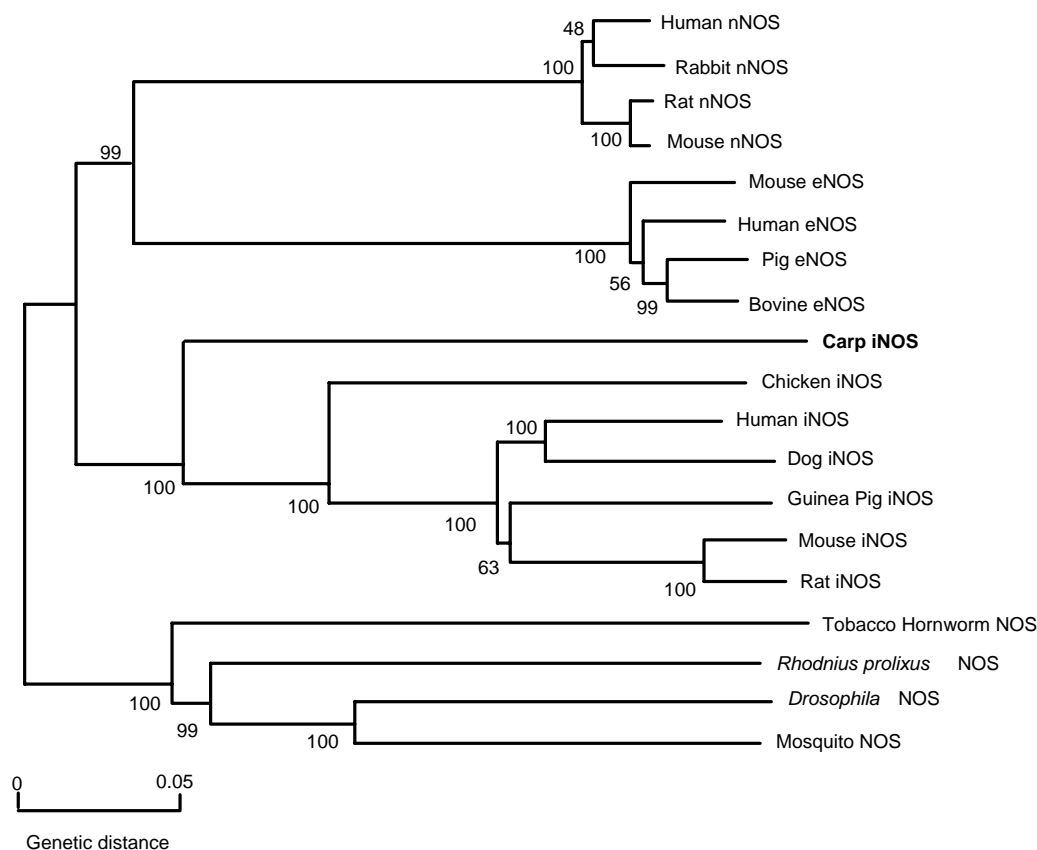 Human nNOS
48
Rabbit nNOS
100
Rat nNOS
100
Mouse nNOS
99
Mouse eNOS
Human eNOS
100
Pig eNOS
56
99
Bovine eNOS
Carp iNOS
Chicken iNOS
Human iNOS
100
Dog iNOS
100
100
Guinea Pig iNOS
100
Mouse iNOS
63
Rat iNOS
100
Tobacco Hornworm NOS
Rhodnius prolixus NOS
100
Drosophila NOS
99
100
Mosquito NOS
0
0.05
Genetic distance